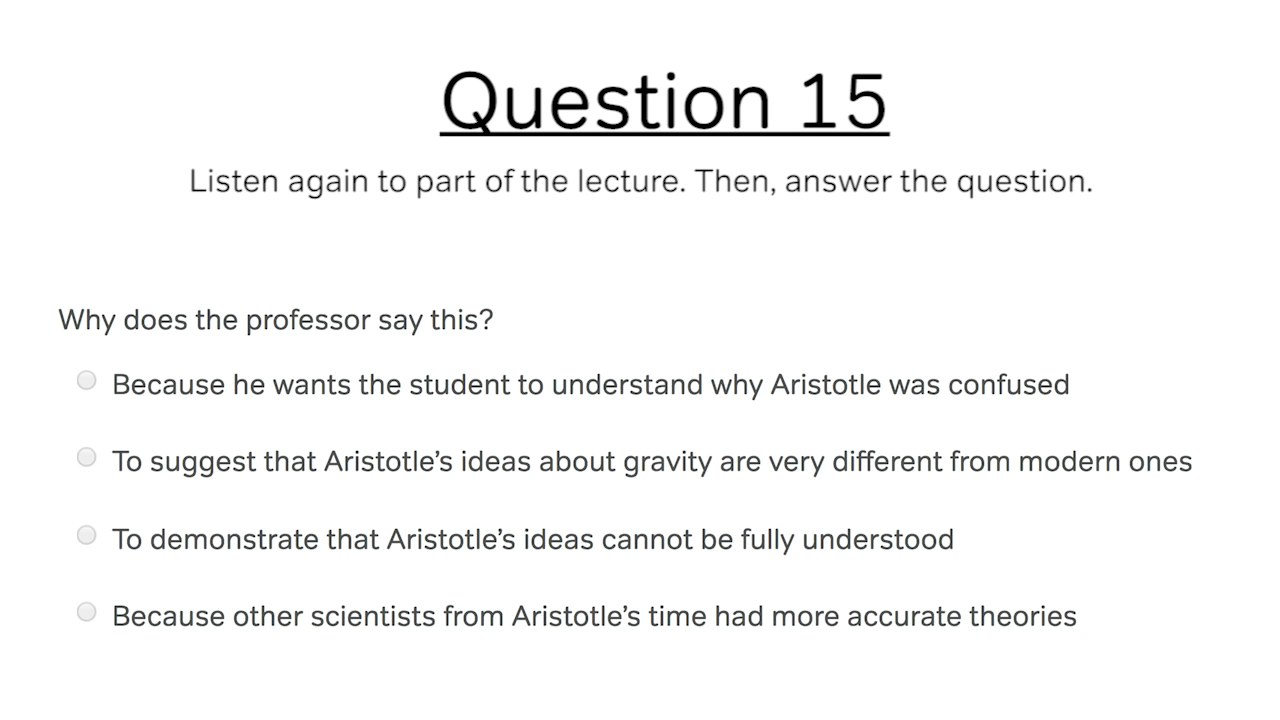 Question 15
Listen again to part of the lecture. Then, answer the question.
Why does the professor say this?
Because he wants the student to understand why Aristotle was confused
To suggest that Aristotle’s ideas about gravity are very different from modern ones
To demonstrate that Aristotle’s ideas cannot be fully understood
Because other scientists from Aristotle’s time had more accurate theories